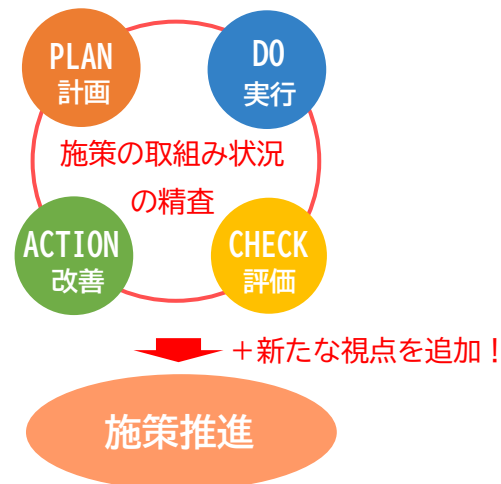 PLAN
計画
DO
実行
施策の取組み状況
の精査
ACTION
改善
CHECK
評価
＋新たな視点を追加！
施策推進